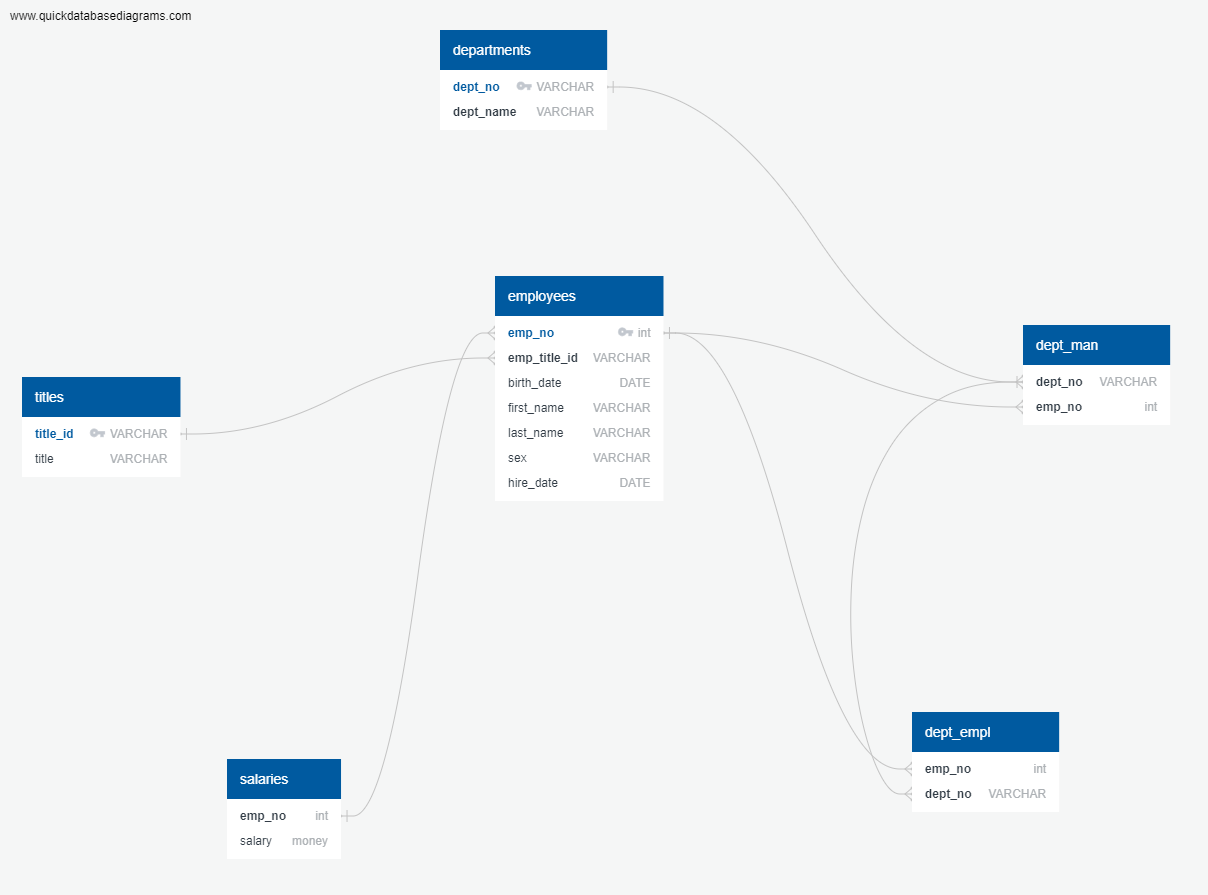 www.quickdatabasediagrams.com
departments
dept_no VARCHAR
dept_name VARCHAR
employees
emp_no int
emp_title_id VARCHAR
birth_date DATE
first_name VARCHAR
last_name VARCHAR
sex VARCHAR
hire_date DATE
dept_man
dept_no VARCHAR
emp_no int
titles
title_id VARCHAR
title VARCHAR
dept_empl
emp_no int
dept_no VARCHAR
salaries
emp_no int
salary money